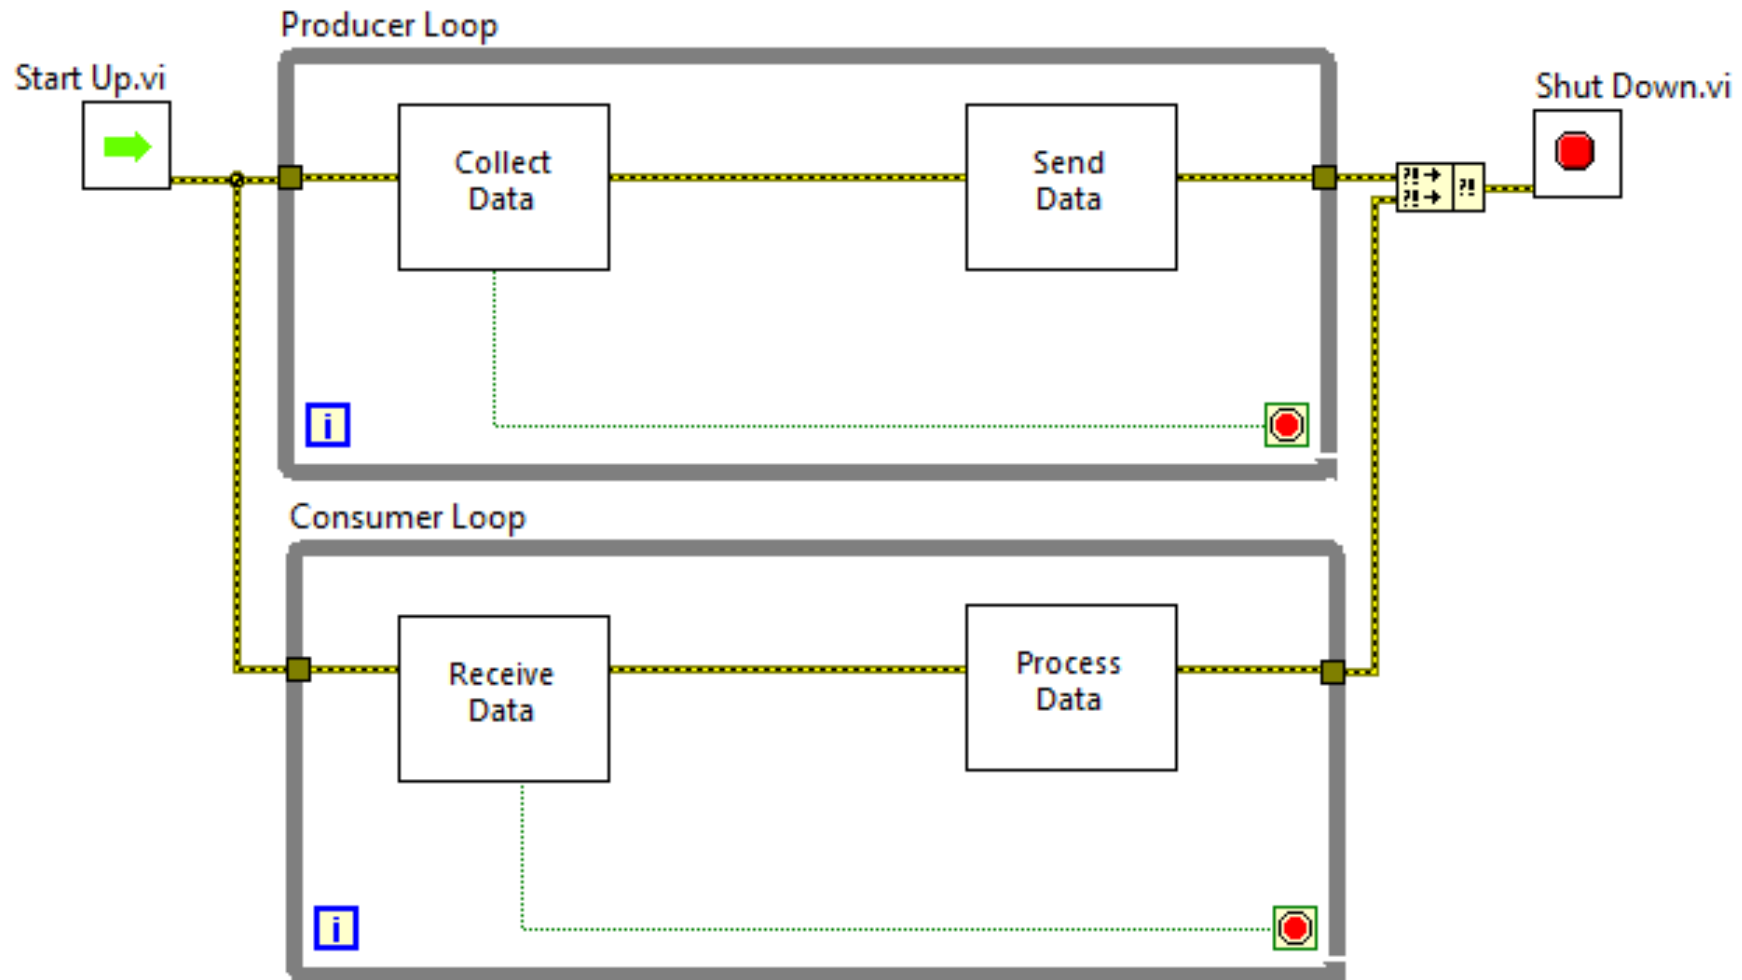 Producer Loop
Start Up.vi
Shut Down.vi
Collect
Data
Send
Data
?!
?!
?!
i
Consumer Loop
Receive
Data
Process
Data
i